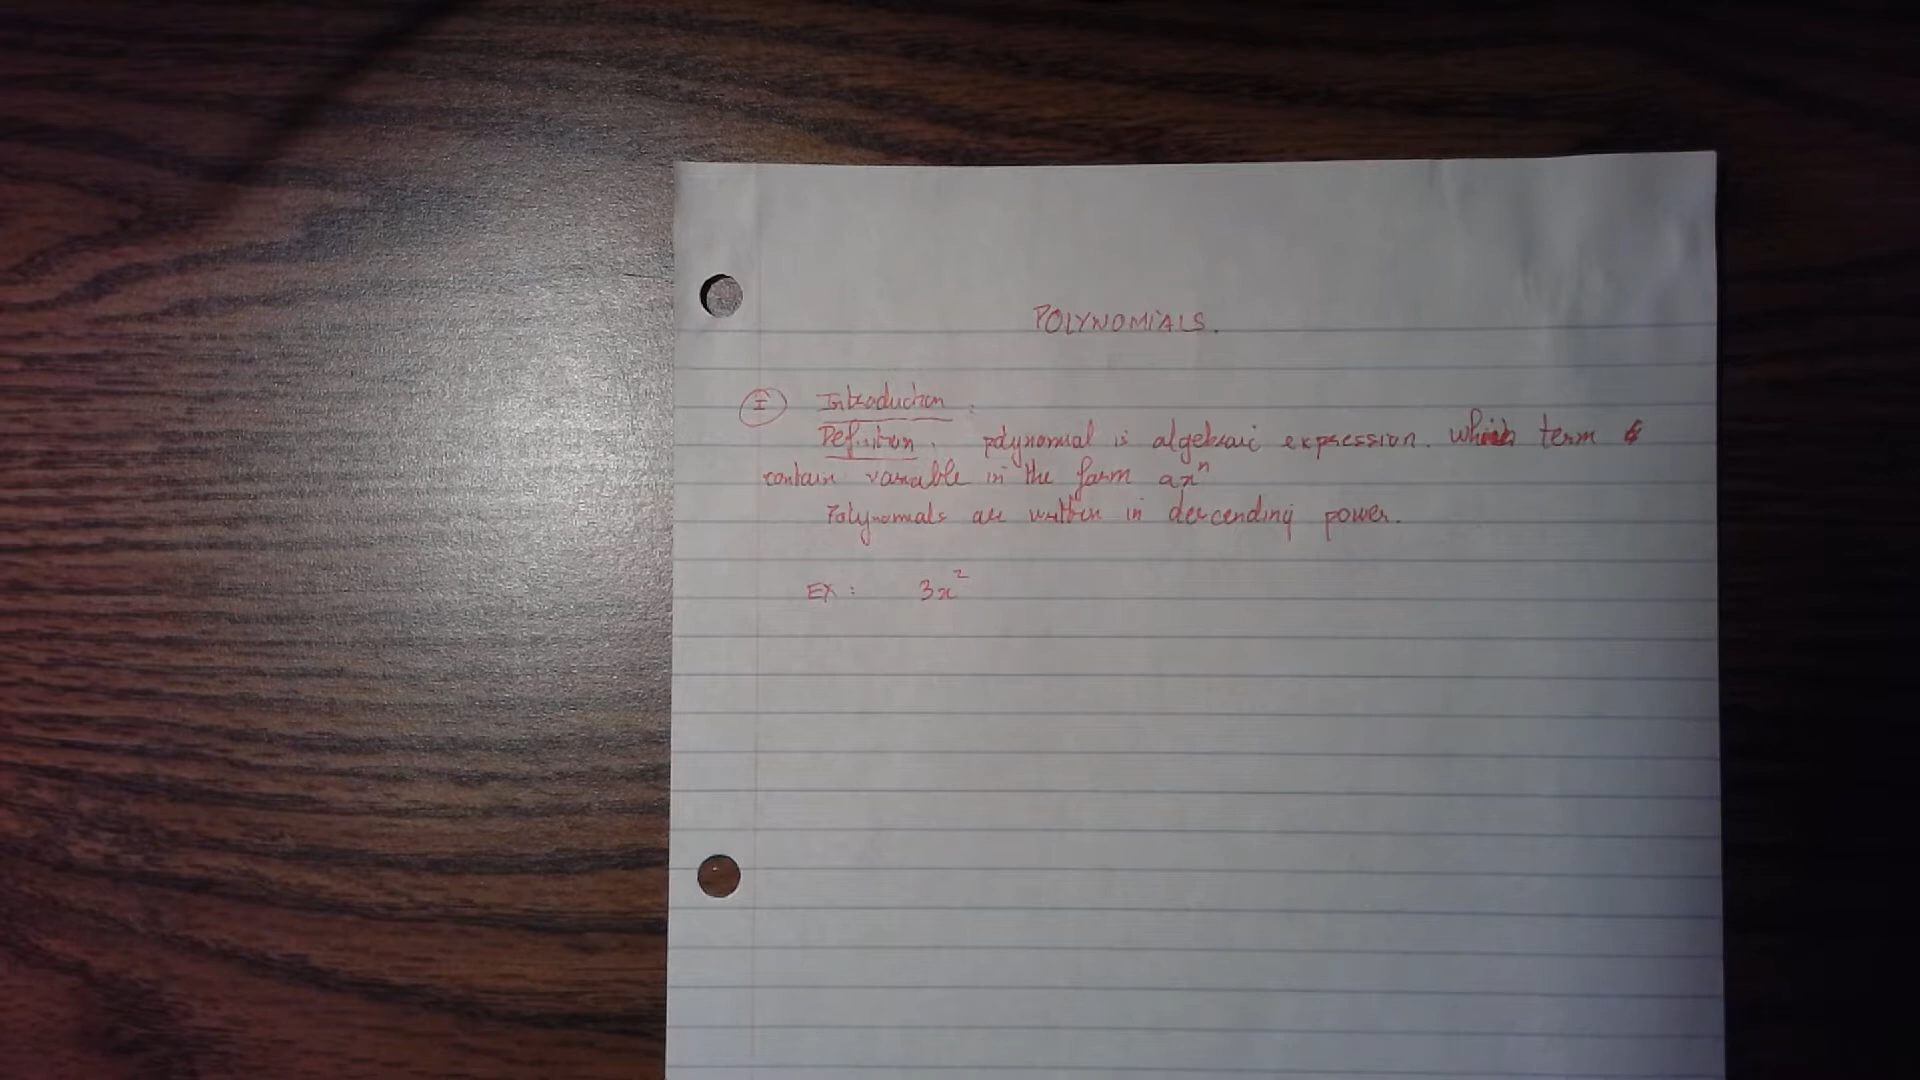 POLYNOMIALS.
I Introduction:
Definition. polynomial is algebraic expression. which term
contain variable in the form axⁿ
Polynomials are written in descending power.
EX: 3x²